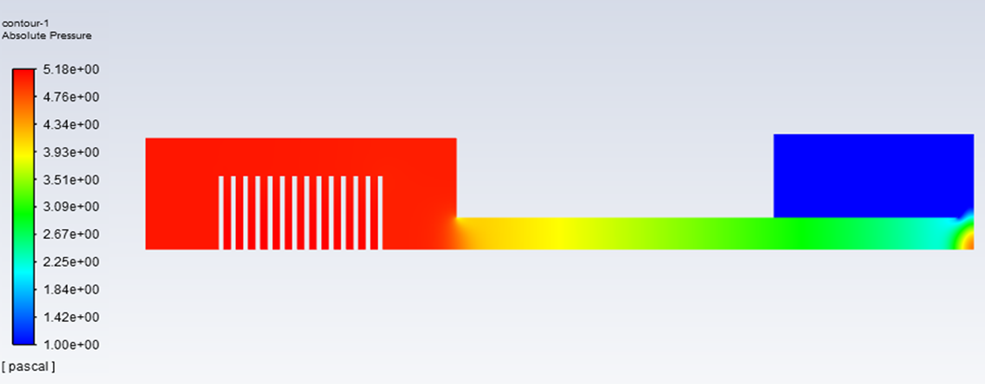 contour-1
Absolute Pressure
5.18e+00
4.76e+00
4.34e+00
3.93e+00
3.51e+00
3.09e+00
2.67e+00
2.25e+00
1.84e+00
1.42e+00
1.00e+00
[ pascal ]